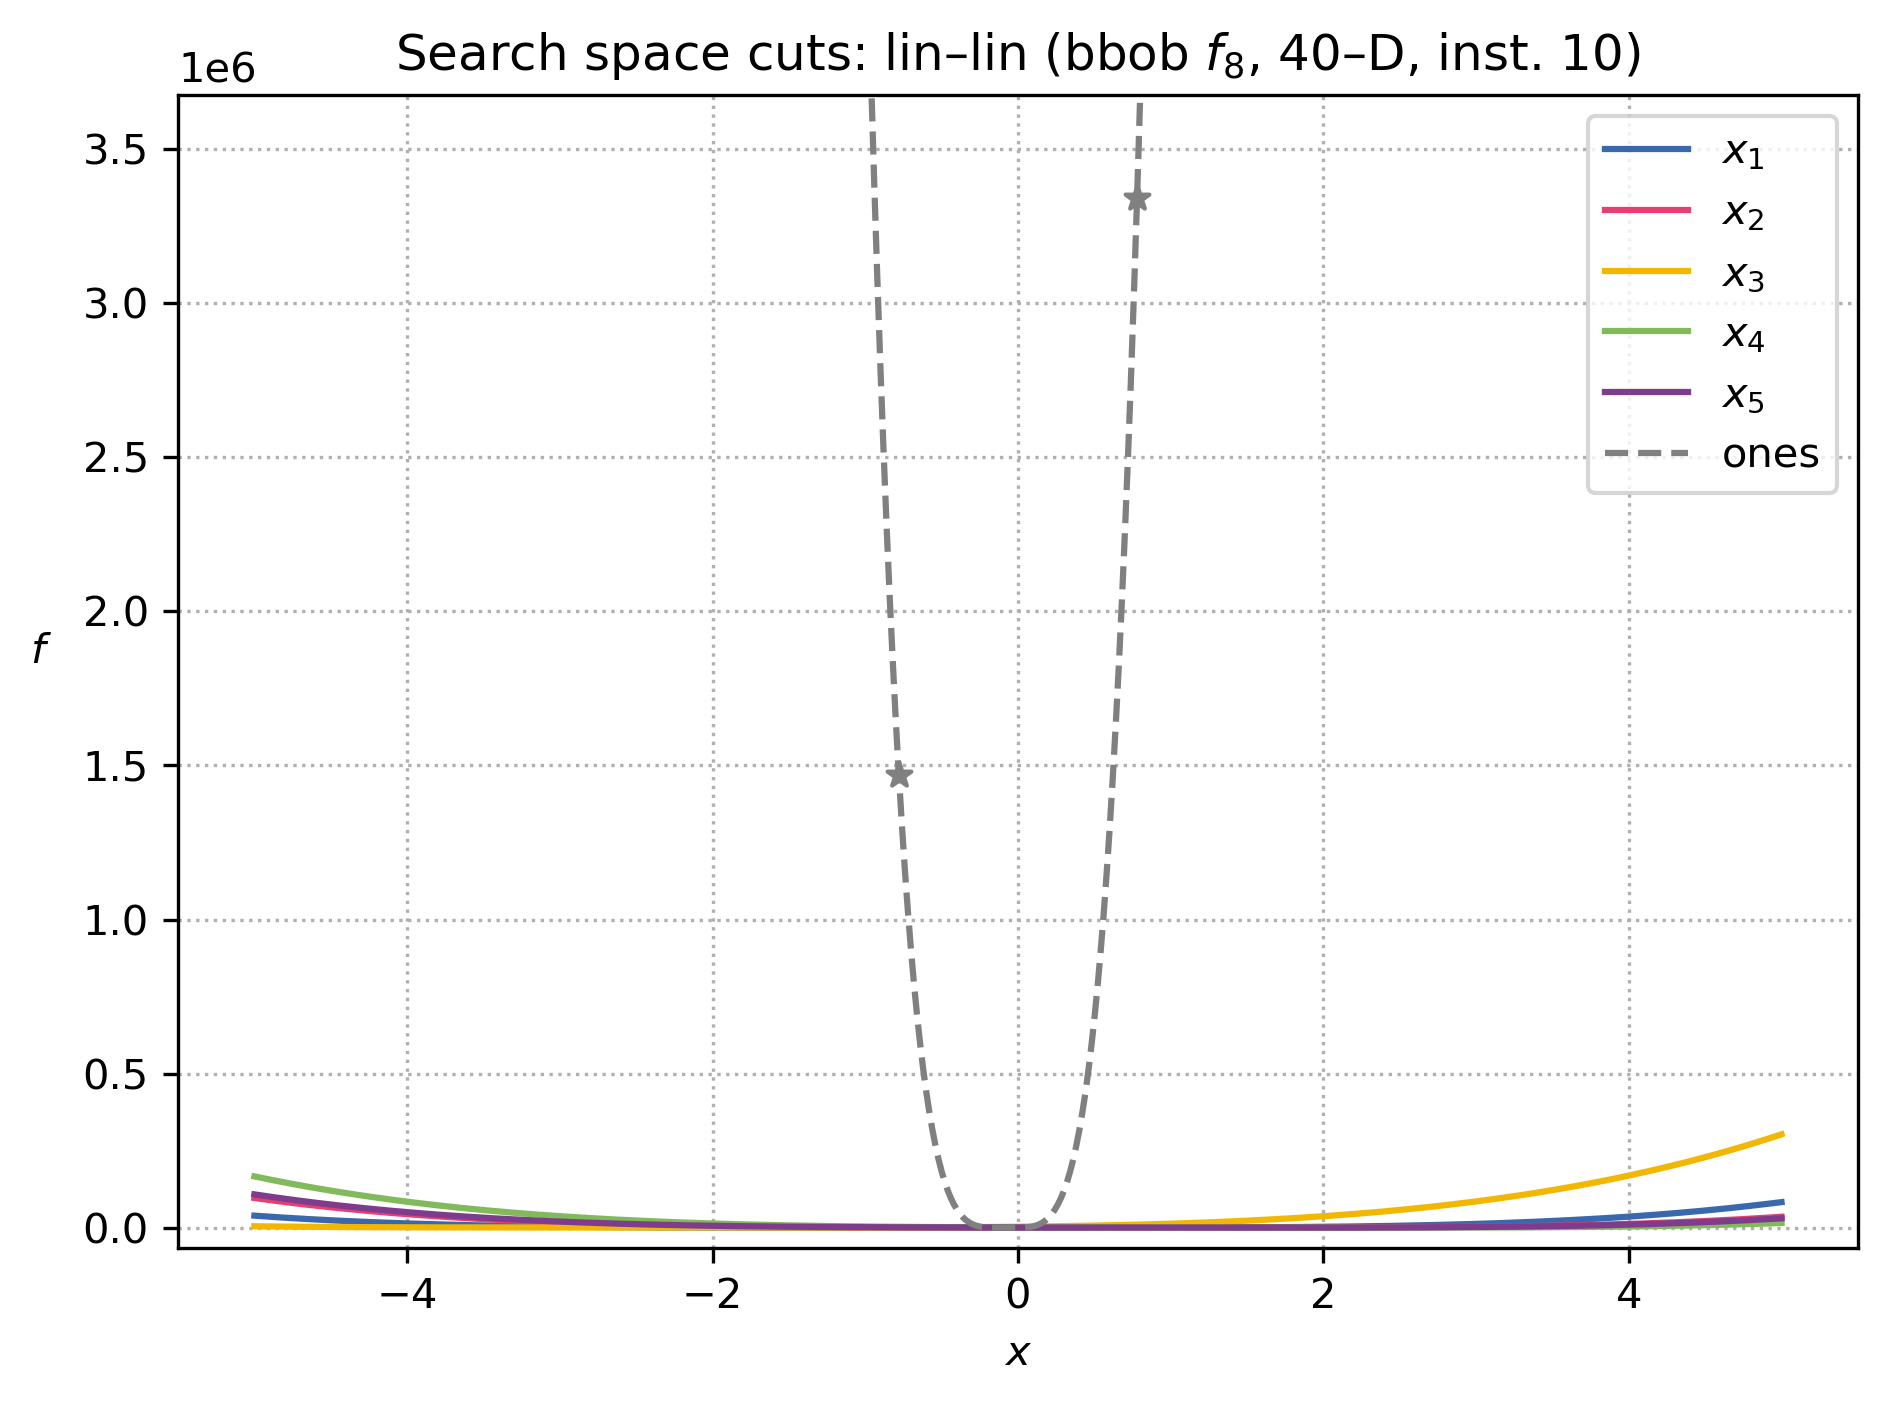 Search space cuts: lin–lin (bbob f₈, 40–D, inst. 10)
1e6
3.5
3.0
2.5
2.0
1.5
1.0
0.5
0.0
f
−4
−2
0
2
4
x
x₁
x₂
x₃
x₄
x₅
ones